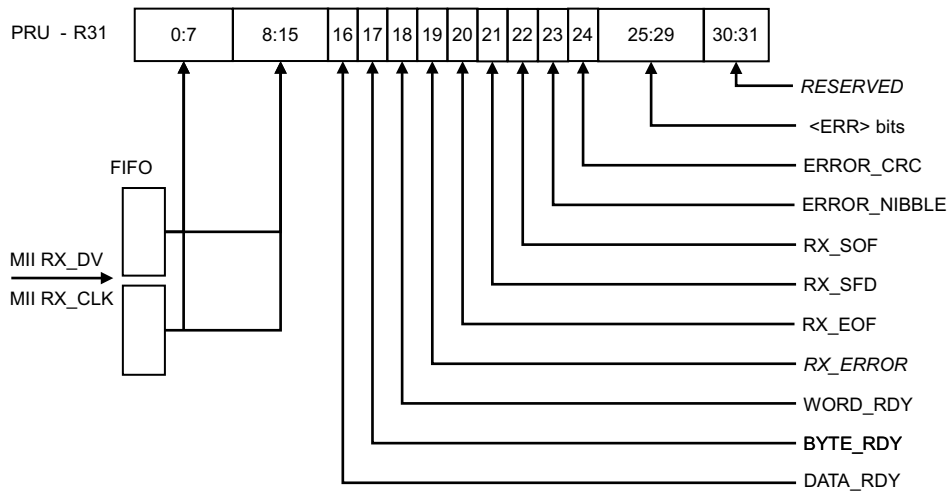 PRU - R31 0:7 8:15 16 17 18 19 20 21 22 23 24 25:29 30:31
RESERVED
<ERR> bits
ERROR_CRC
FIFO
ERROR_NIBBLE
RX_SOF
MII RX_DV
RX_SFD
MII RX_CLK
RX_EOF
RX_ERROR
WORD_RDY
BYTE_RDY
DATA_RDY